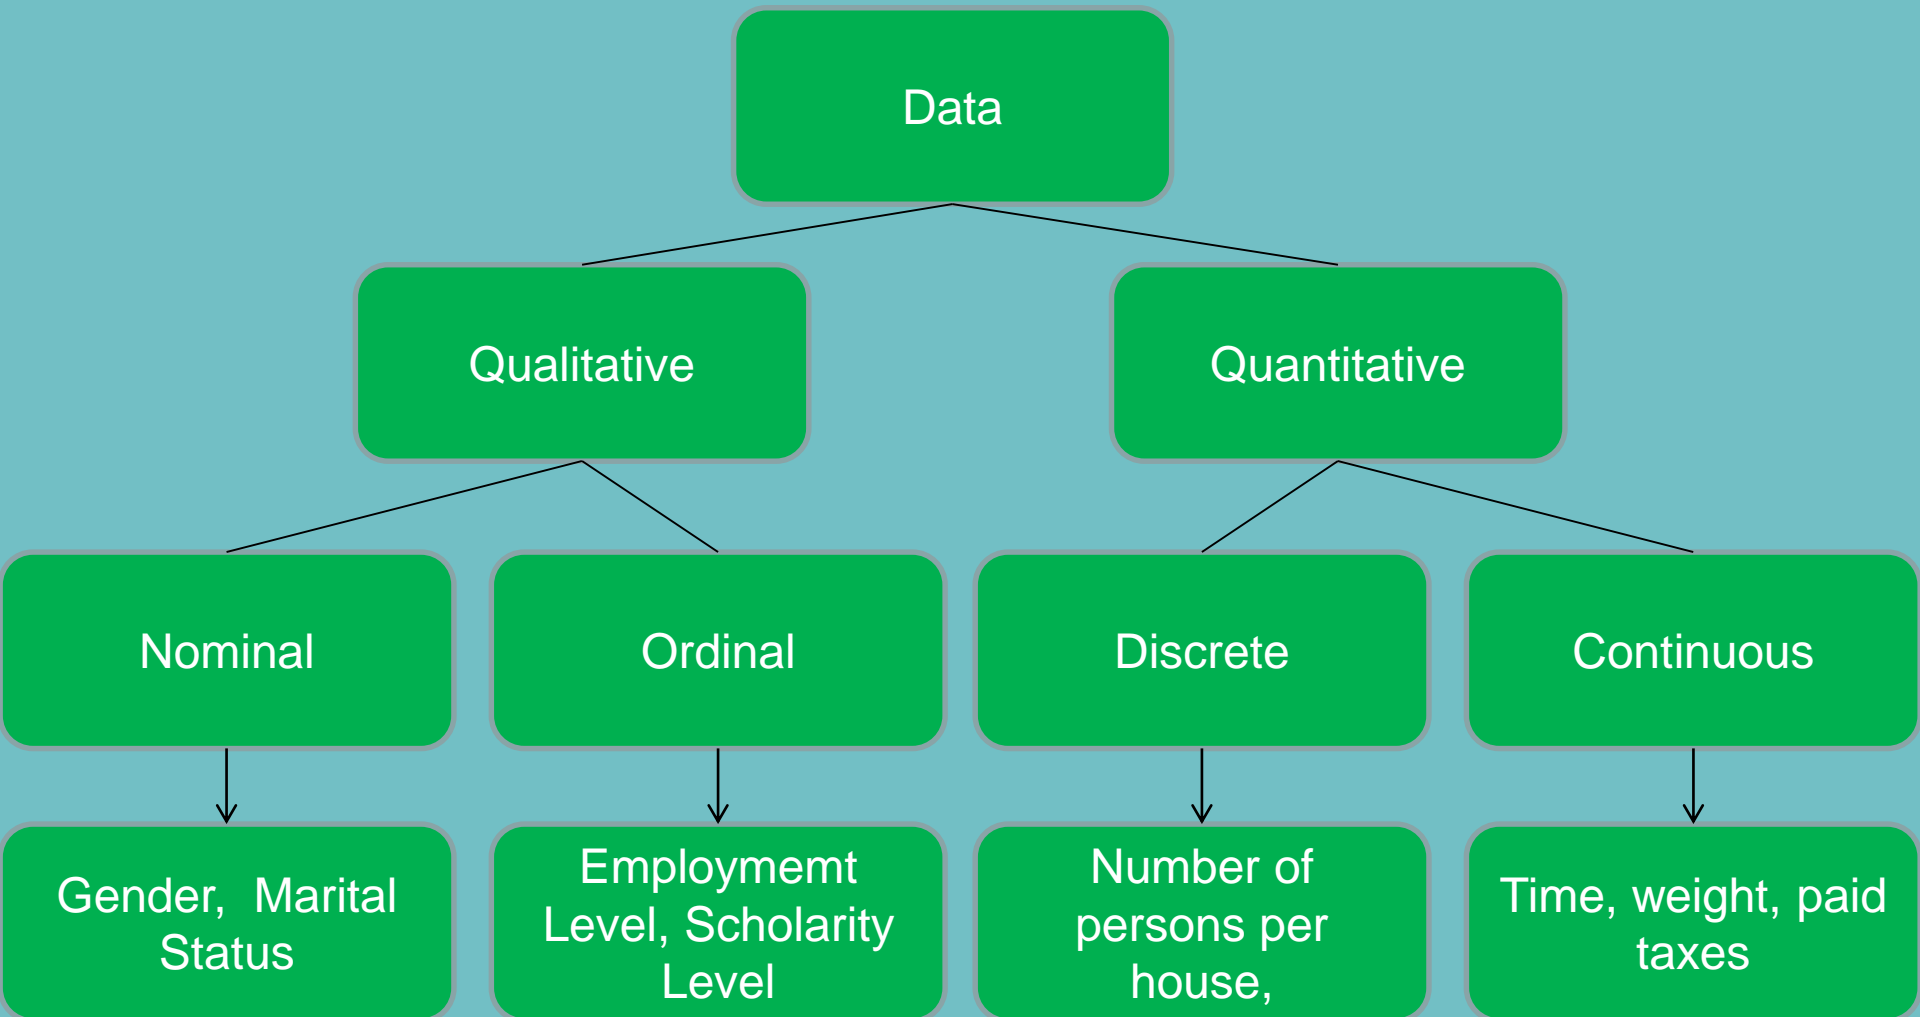 Data
Qualitative
Quantitative
Nominal
Ordinal
Discrete
Continuous
Gender, Marital
Status
Employmemt
Level, Scholarity
Level
Number of
persons per
house,
Time, weight, paid
taxes